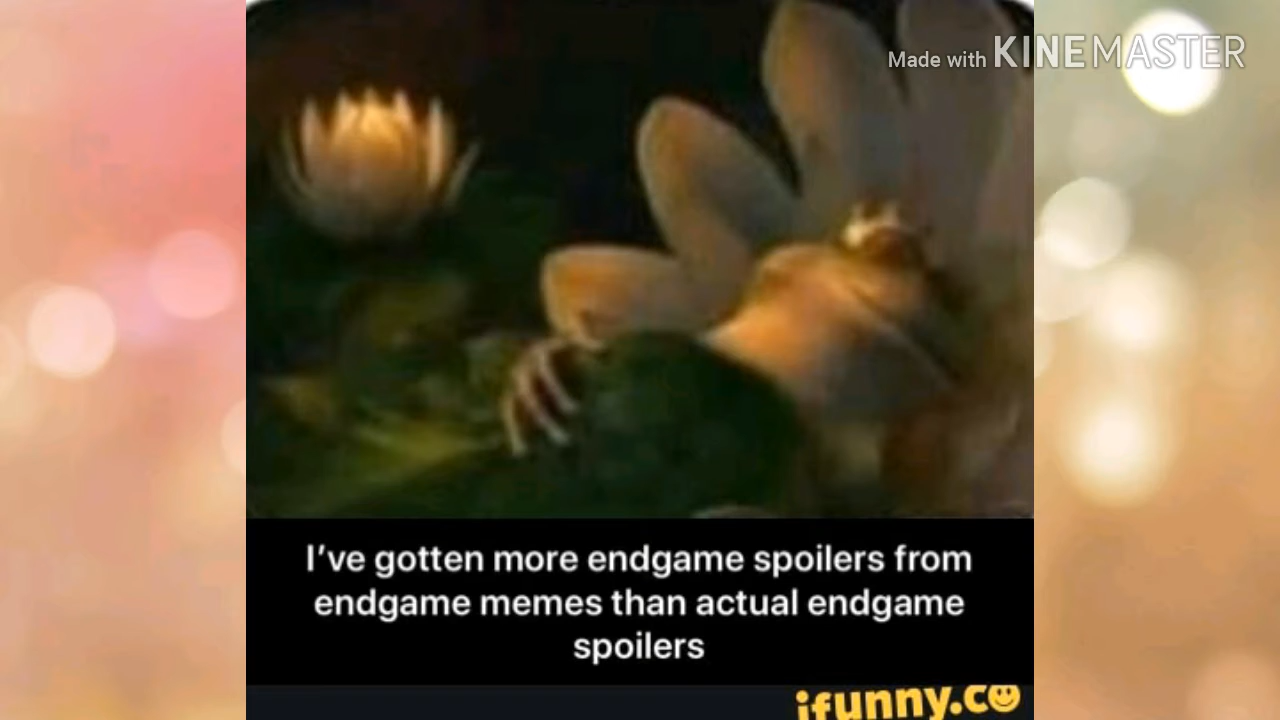 Made with KINEMASTER
I've gotten more endgame spoilers from
endgame memes than actual endgame
spoilers
ifunny.co